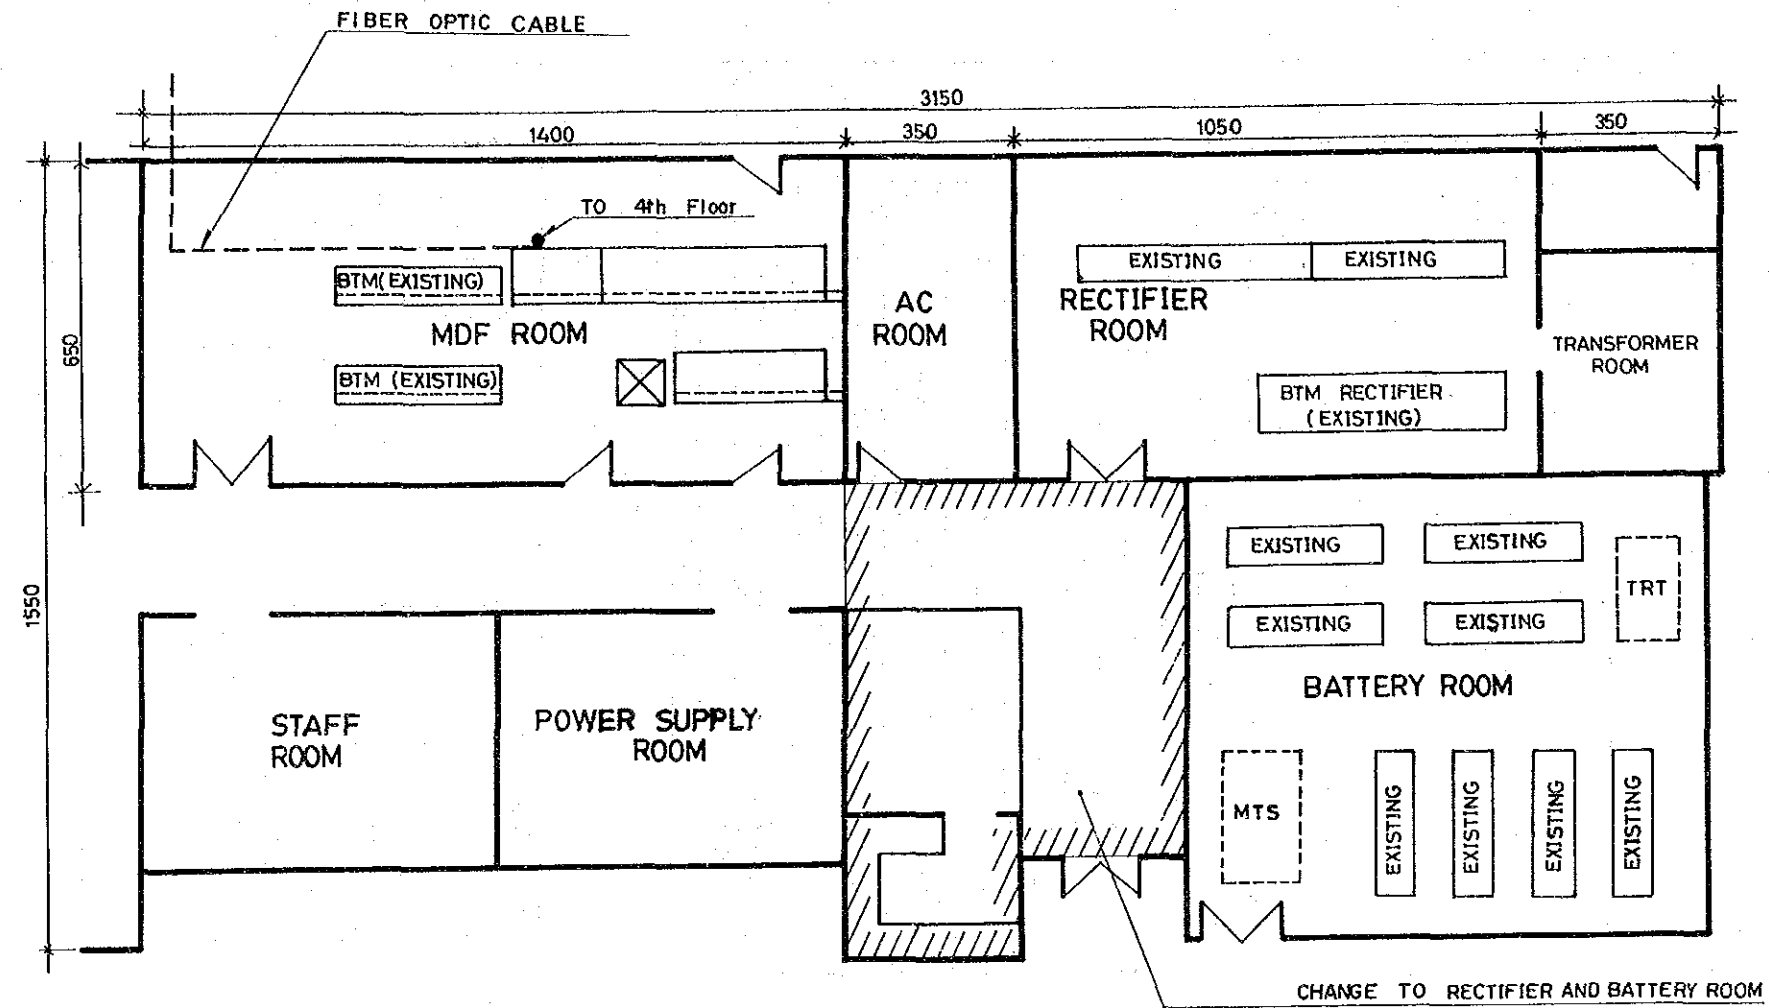 FIBER OPTIC CABLE
3150
1400
350
1050
350
TO 4th Floor
BTM(EXISTING)
EXISTING
EXISTING
AC
ROOM
RECTIFIER
ROOM
MDF ROOM
650
TRANSFORMER
ROOM
BTM (EXISTING)
BTM RECTIFIER
(EXISTING)
1550
EXISTING
EXISTING
TRT
EXISTING
EXISTING
BATTERY ROOM
STAFF
ROOM
POWER SUPPLY
ROOM
MTS
EXISTING
EXISTING
EXISTING
EXISTING
CHANGE TO RECTIFIER AND BATTERY ROOM